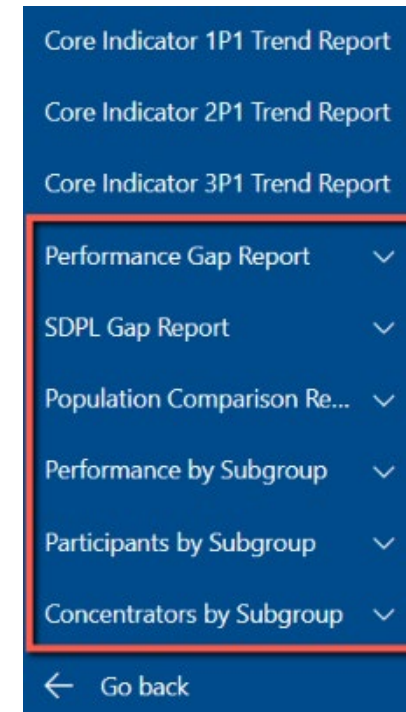 Core Indicator 1P1 Trend Report
Core Indicator 2P1 Trend Report
Core Indicator 3P1 Trend Report
Performance Gap Report
SDPL Gap Report
Population Comparison Re...
Performance by Subgroup
Participants by Subgroup
Concentrators by Subgroup
Go back